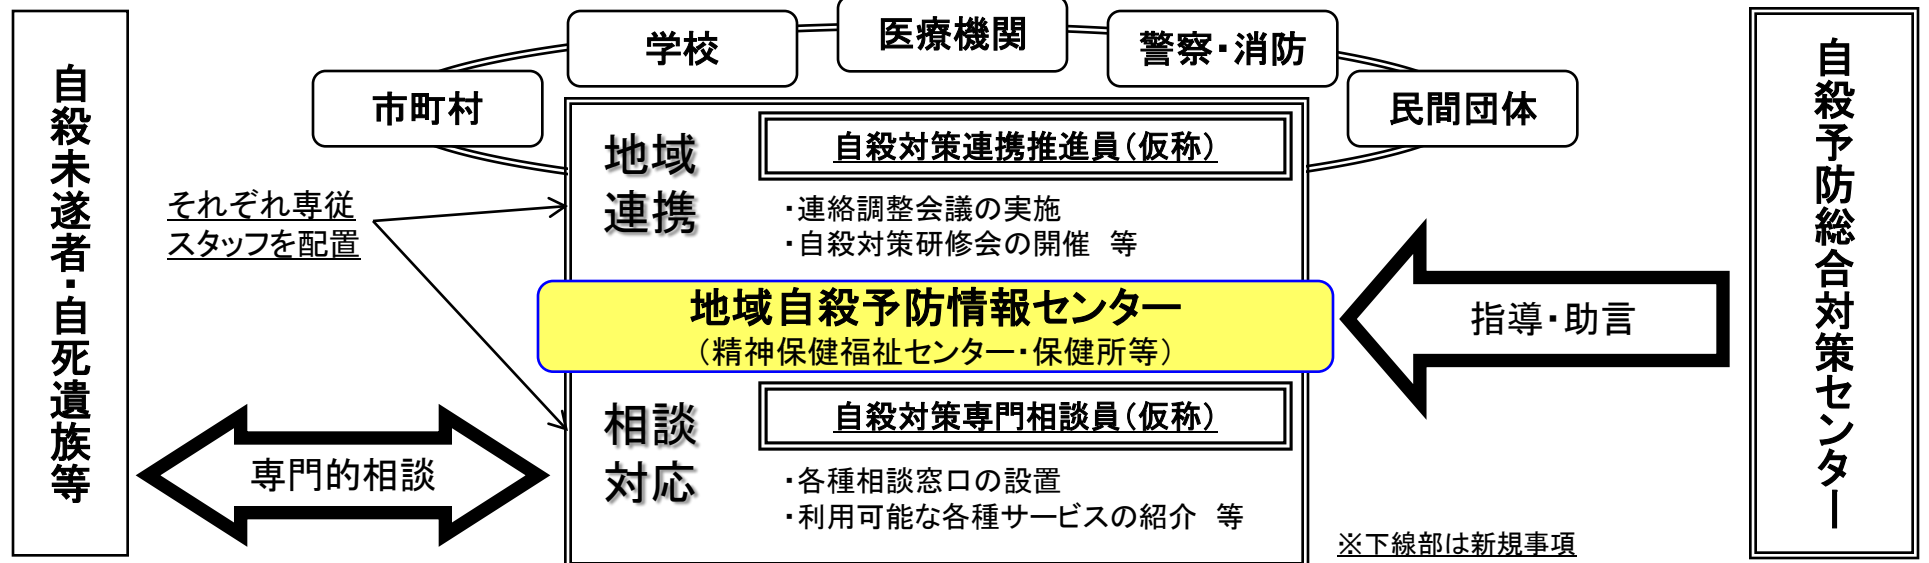 自殺未遂者・自死遺族等
市町村
学校
医療機関
警察・消防
民間団体
地域
連携
自殺対策連携推進員（仮称）
・連絡調整会議の実施
・自殺対策研修会の開催　等
それぞれ専従
スタッフを配置
地域自殺予防情報センター
（精神保健福祉センター・保健所等）
指導・助言
相談
対応
自殺対策専門相談員（仮称）
・各種相談窓口の設置
・利用可能な各種サービスの紹介　等
専門的相談
※下線部は新規事項
自殺予防総合対策センター